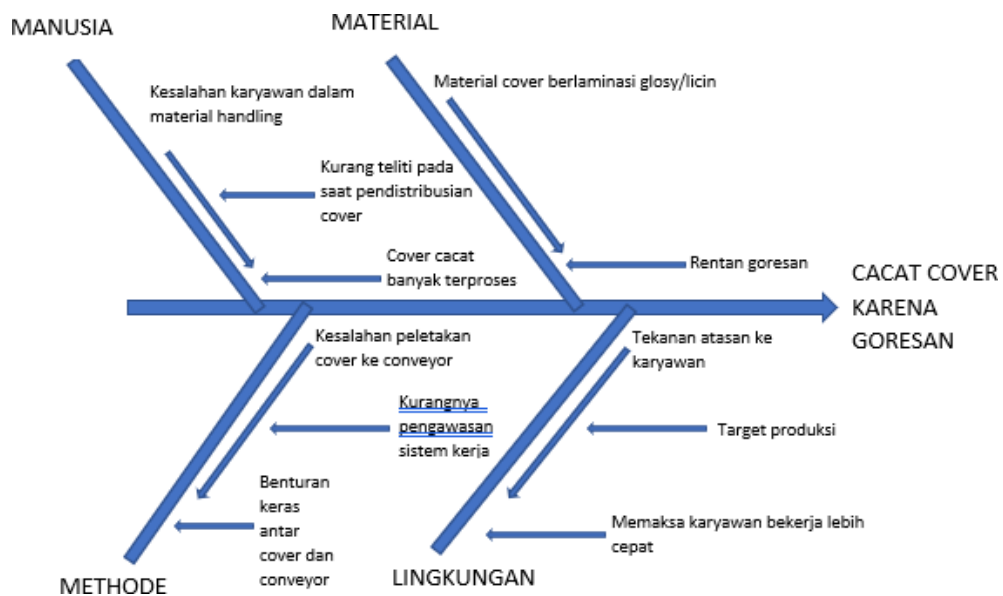 MANUSIA
MATERIAL
Kesalahan karyawan dalam
material handling
Material cover berlaminasi glosy/licin
Kurang teliti pada
saat pendistribusian
cover
Cover cacat
banyak terproses
Rentan goresan
CACAT COVER
KARENA
GORESAN
Kesalahan peletakan
cover ke conveyor
Tekanan atasan ke
karyawan
Kurangnya
pengawasan
sistem kerja
Target produksi
Benturan
keras
antar
cover dan
conveyor
Memaksa karyawan bekerja lebih
cepat
METHODE
LINGKUNGAN